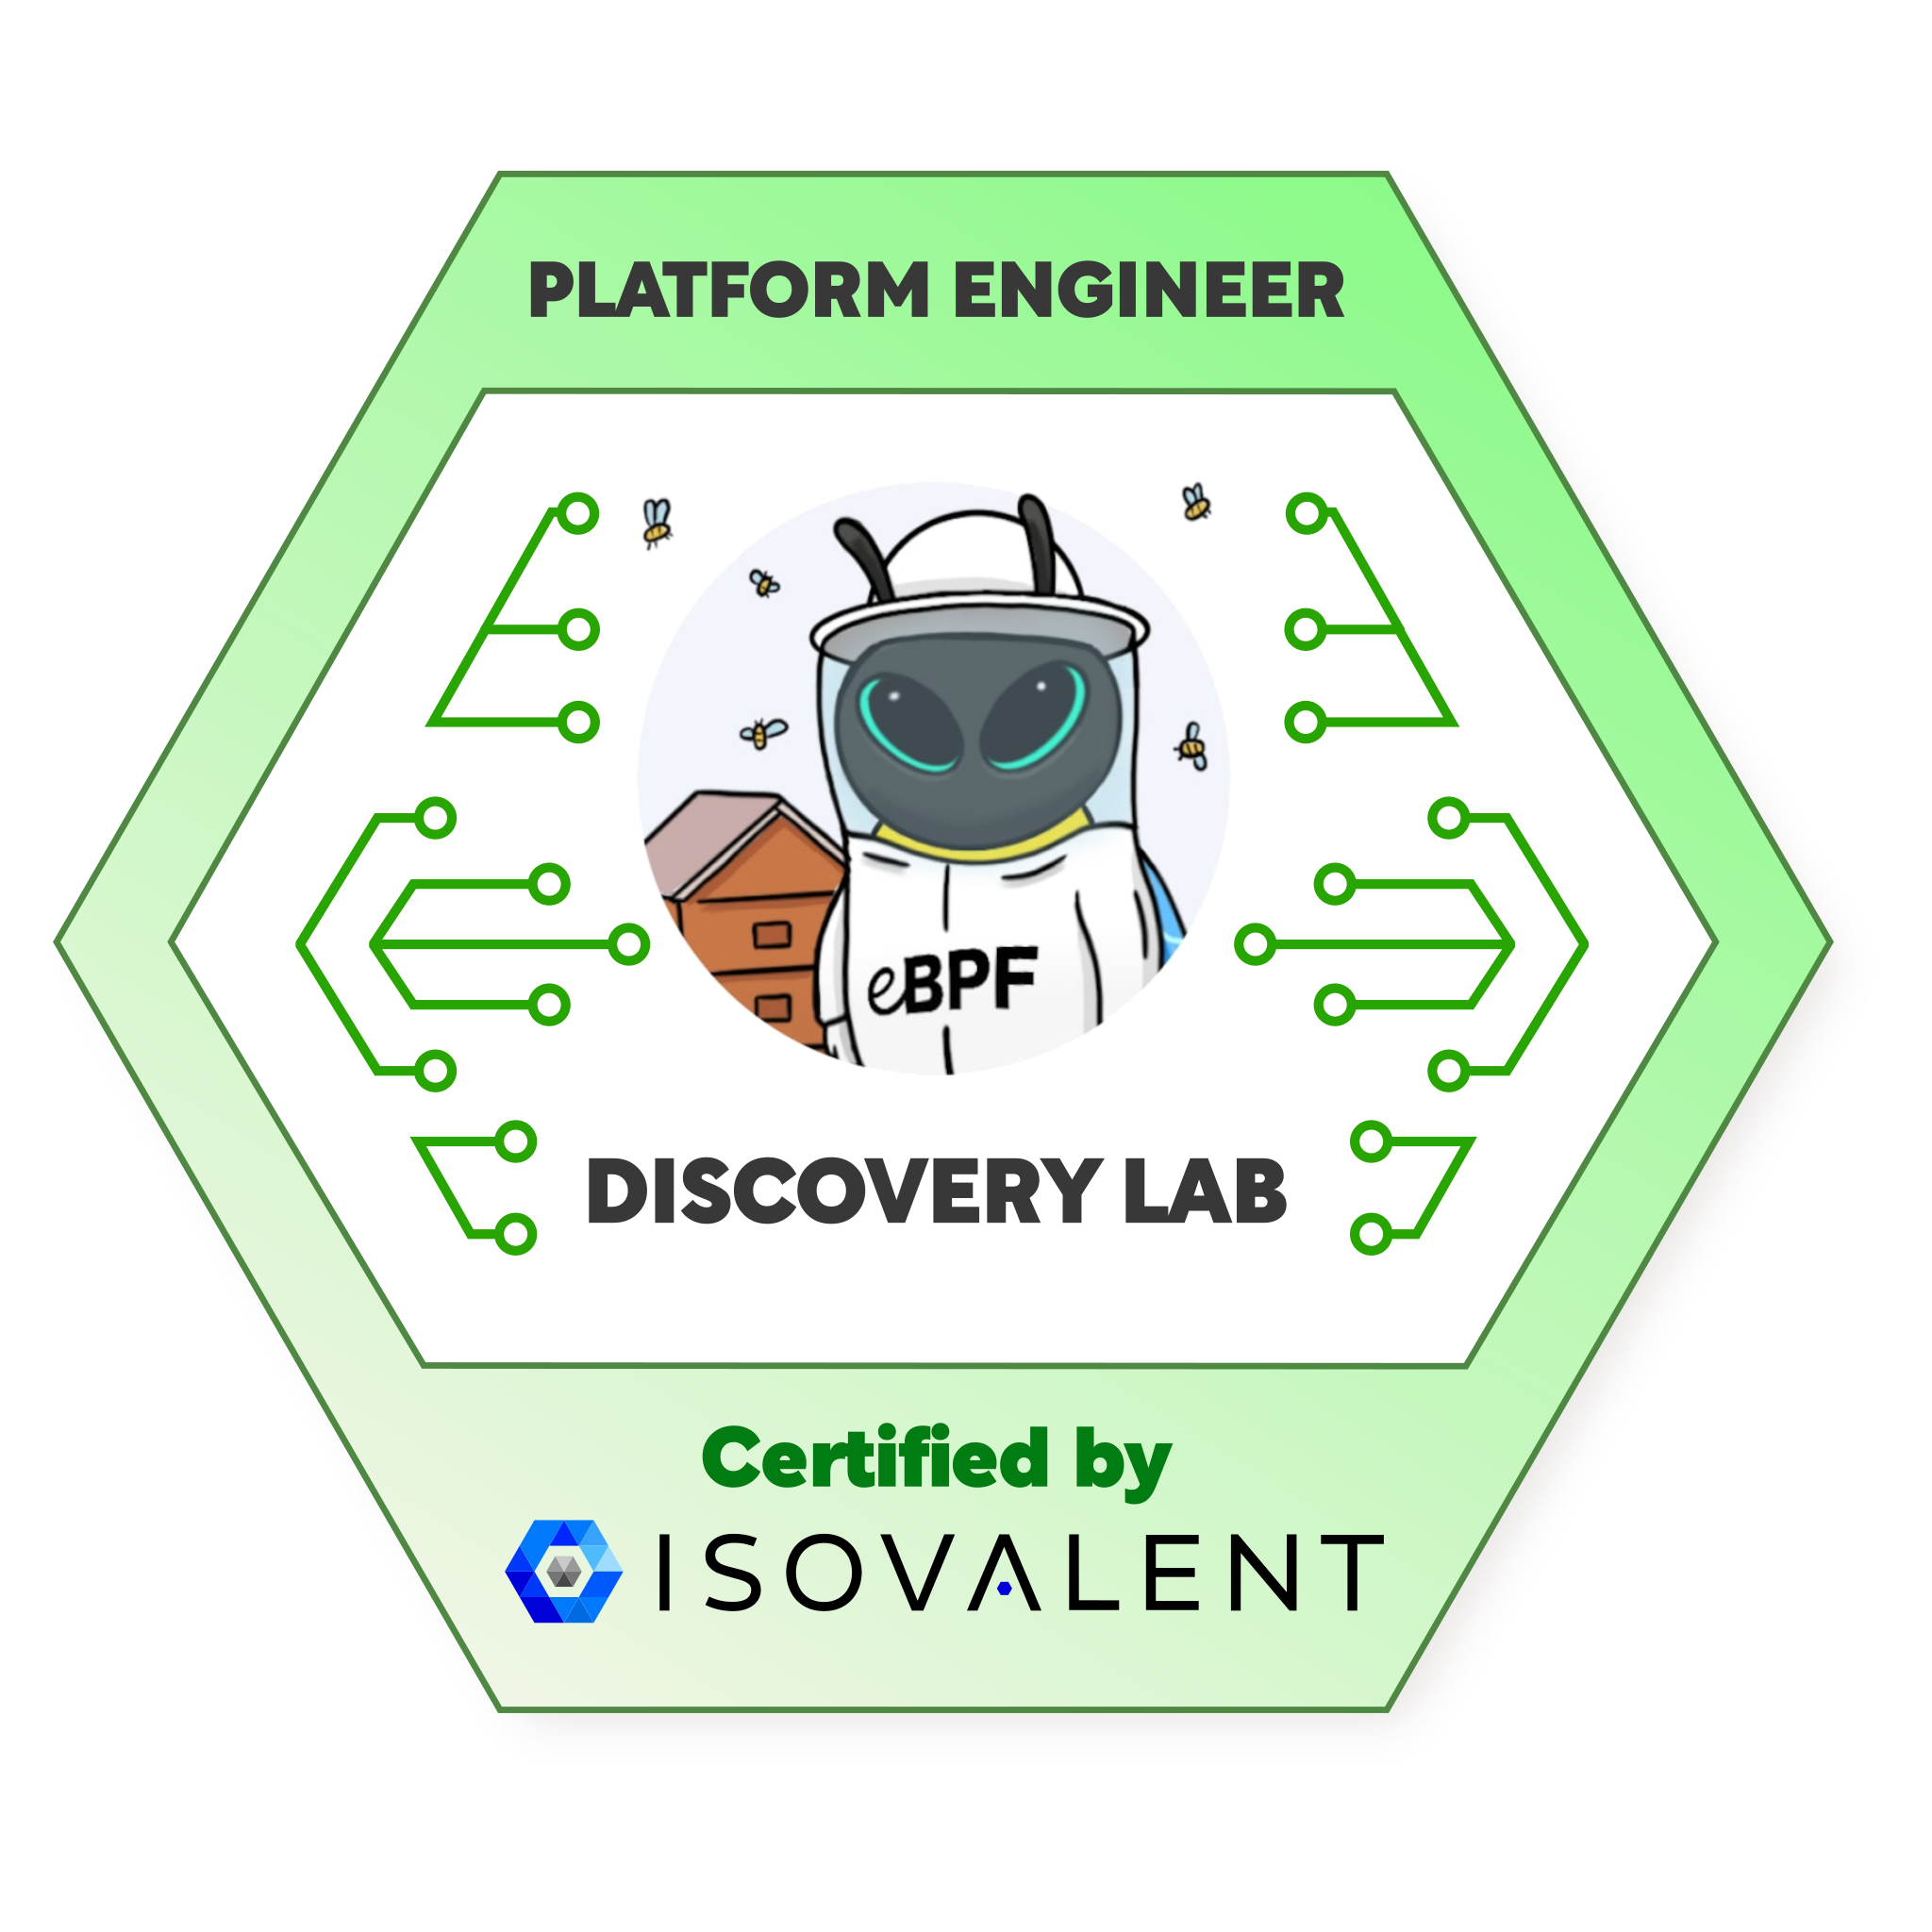 PLATFORM ENGINEER
eBPF
DISCOVERY LAB
Certified by
ISOVALENT